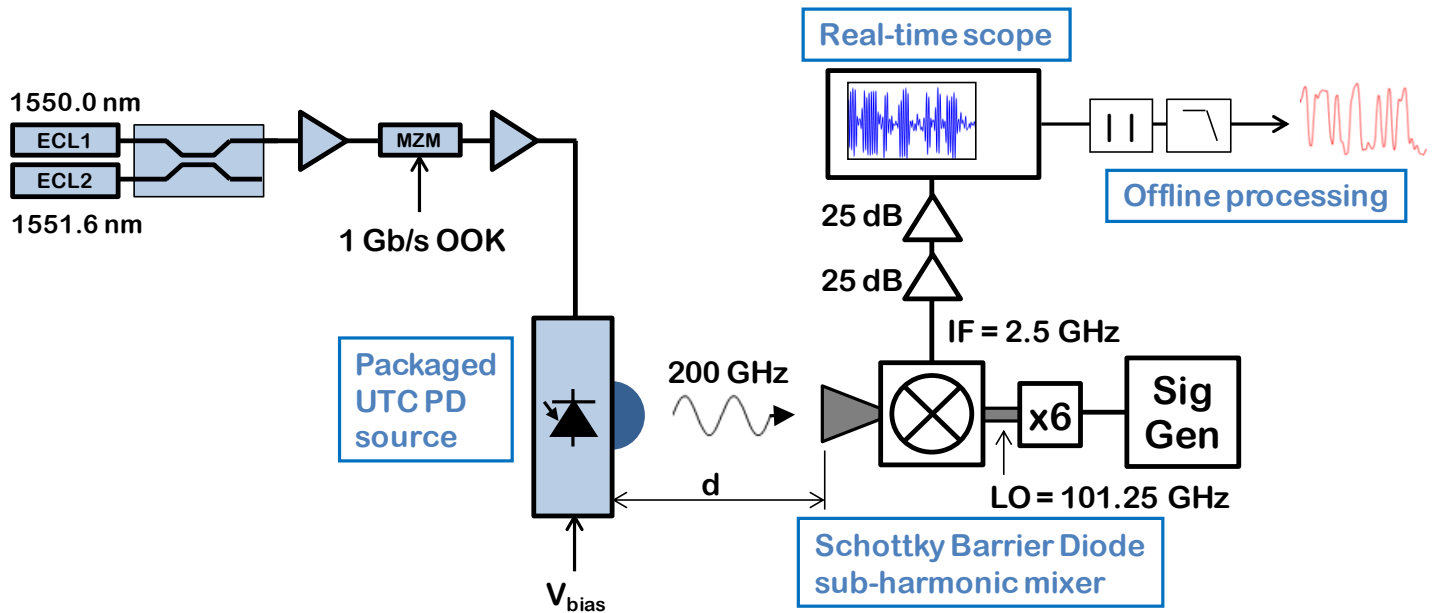 Real-time scope
1550.0 nm
ECL1
ECL2
1551.6 nm
MZM
1 Gb/s OOK
25 dB
25 dB
Offline processing
IF = 2.5 GHz
Packaged
UTC PD
source
200 GHz
x6
Sig
Gen
d
LO = 101.25 GHz
Schottky Barrier Diode
sub-harmonic mixer
Vbias